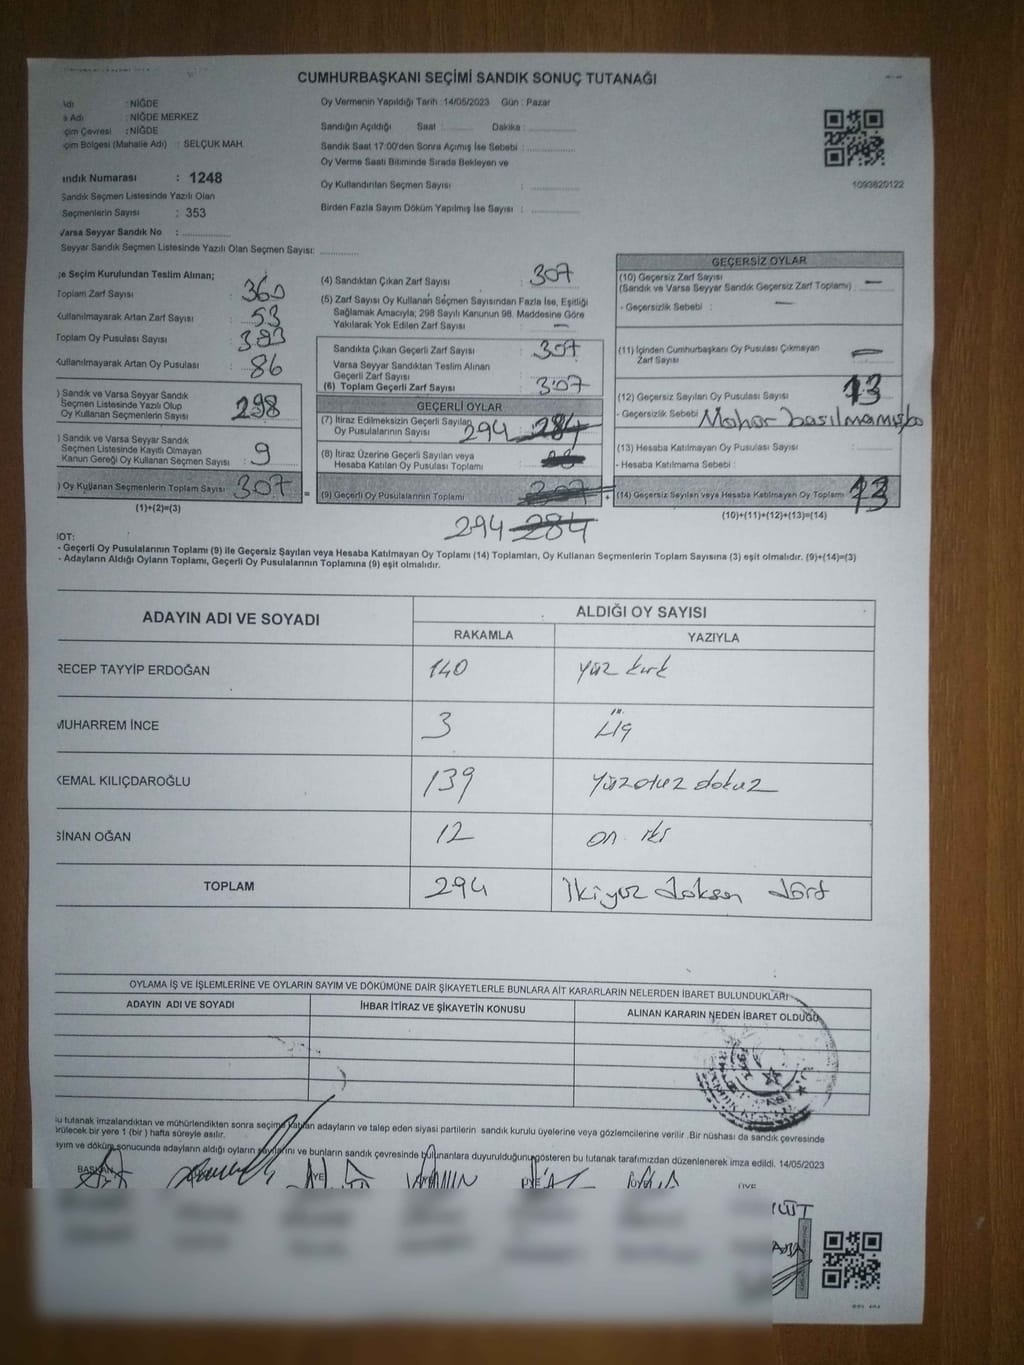 CUMHURBAŞKANI SEÇİMİ SANDIK SONUÇ TUTANAĞI
: NİĞDE
Adı : NİĞDE MERKEZ
çim Çevresi : NİĞDE
çim Bölgesi (Mahalle Adı) : SELÇUK MAH.
andık Numarası : 1248
Sandık Seçmen Listesinde Yazılı Olan
Seçmenlerin Sayısı : 353
Varsa Seyyar Sandık No :
Seyyar Sandık Seçmen Listesinde Yazılı Olan Seçmen Sayısı:
Oy Vermenin Yapıldığı Tarih : 14/05/2023 Gün : Pazar
Sandığın Açıldığı Saat : Dakika :
Sandık Saat 17:00'den Sonra Açımış İse Sebebi :
Oy Verme Saati Bitiminde Sırada Bekleyen ve
Oy Kullandırılan Seçmen Sayısı :
Birden Fazla Sayım Döküm Yapılmış İse Sayısı :
1093820122
çe Seçim Kurulundan Teslim Alınan;
Toplam Zarf Sayısı : 360
Kullanılmayarak Artan Zarf Sayısı : 53
Toplam Oy Pusulası Sayısı : 393
Kullanılmayarak Artan Oy Pusulası : 86
) Sandık ve Varsa Seyyar Sandık
Seçmen Listesinde Yazılı Olup
Oy Kullanan Seçmenlerin Sayısı : 298
) Sandık ve Varsa Seyyar Sandık
Seçmen Listesinde Kayıtlı Olmayan
Kanun Gereği Oy Kullanan Seçmen Sayısı : 9
) Oy Kullanan Seçmenlerin Toplam Sayısı : 307
(1)+(2)=(3)
(4) Sandıktan Çıkan Zarf Sayısı : 307
(5) Zarf Sayısı Oy Kullanan Seçmen Sayısından Fazla İse, Eşitliği
Sağlamak Amacıyla; 298 Sayılı Kanunun 98. Maddesine Göre
Yakılarak Yok Edilen Zarf Sayısı : —
Sandıkta Çıkan Geçerli Zarf Sayısı : 307
Varsa Seyyar Sandıktan Teslim Alınan
Geçerli Zarf Sayısı :
(6) Toplam Geçerli Zarf Sayısı : 307
GEÇERLİ OYLAR
(7) İtiraz Edilmeksizin Geçerli Sayılan
Oy Pusulalarının Sayısı 294 284
(8) İtiraz Üzerine Geçerli Sayılan veya
Hesaba Katılan Oy Pusulası Toplamı
= (9) Geçerli Oy Pusulalarının Toplamı 307 +
294 284
GEÇERSİZ OYLAR
(10) Geçersiz Zarf Sayısı
(Sandık ve Varsa Seyyar Sandık Geçersiz Zarf Toplamı) : —
- Geçersizlik Sebebi : —
(11) İçinden Cumhurbaşkanı Oy Pusulası Çıkmayan
Zarf Sayısı : —
(12) Geçersiz Sayılan Oy Pusulası Sayısı : 13
- Geçersizlik Sebebi
(13) Hesaba Katılmayan Oy Pusulası Sayısı :
- Hesaba Katılmama Sebebi :
(14) Geçersiz Sayılan veya Hesaba Katılmayan Oy Toplamı : 13
(10)+(11)+(12)+(13)=(14)
NOT:
- Geçerli Oy Pusulalarının Toplamı (9) ile Geçersiz Sayılan veya Hesaba Katılmayan Oy Toplamı (14) Toplamları, Oy Kullanan Seçmenlerin Toplam Sayısına (3) eşit olmalıdır. (9)+(14)=(3)
- Adayların Aldığı Oyların Toplamı, Geçerli Oy Pusulalarının Toplamına (9) eşit olmalıdır.
ADAYIN ADI VE SOYADI
ALDIĞI OY SAYISI
RAKAMLA YAZIYLA
RECEP TAYYİP ERDOĞAN 140 yüz kırk
MUHARREM İNCE 3 üç
KEMAL KILIÇDAROĞLU 139 yüzotuz dokuz
SİNAN OĞAN 12 on iki
TOPLAM 294 ikiyüz doksan dört
OYLAMA İŞ VE İŞLEMLERİNE VE OYLARIN SAYIM VE DÖKÜMÜNE DAİR ŞİKAYETLERLE BUNLARA AİT KARARLARIN NELERDEN İBARET BULUNDUKLARI
ADAYIN ADI VE SOYADI İHBAR İTİRAZ VE ŞİKAYETİN KONUSU ALINAN KARARIN NEDEN İBARET OLDUĞU
u tutanak imzalandıktan ve mühürlendikten sonra seçime katılan adayların ve talep eden siyasi partilerin sandık kurulu üyelerine veya gözlemcilerine verilir .Bir nüshası da sandık çevresinde
rülecek bir yere 1 (bir ) hafta süreyle asılır.
ayım ve döküm sonucunda adayların aldığı oyların sayılarını ve bunların sandık çevresinde bulunanlara duyurulduğunu gösteren bu tutanak tarafımızdan düzenlenerek imza edildi. 14/05/2023
BAŞKAN ÜYE ÜYE ÜYE